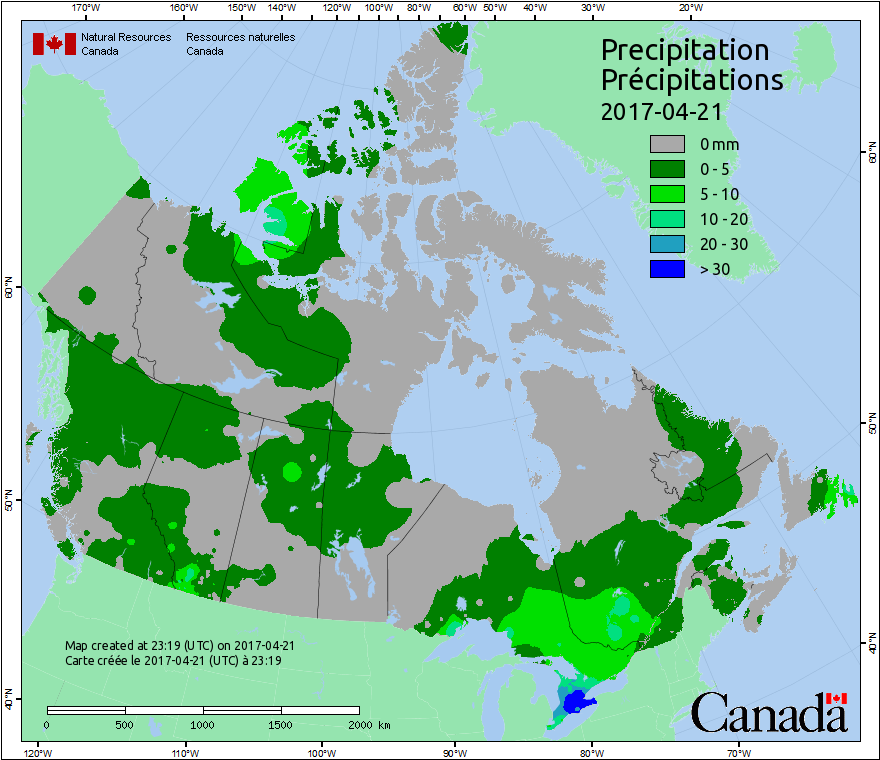 170°W 160°W 150°W 140°W 120°W 110°W 100°W 80°W 60°W 50°W 40°W 30°W 20°W
Natural Resources Ressources naturelles
Canada Canada
Precipitation
Précipitations
2017-04-21
0 mm
0 - 5
5 - 10
10 - 20
20 - 30
> 30
60°N
60°N
50°N
50°N
40°N
40°N
Map created at 23:19 (UTC) on 2017-04-21
Carte créée le 2017-04-21 (UTC) à 23:19
0 500 1000 1500 2000 km
Canada
120°W 110°W 100°W 90°W 80°W 70°W